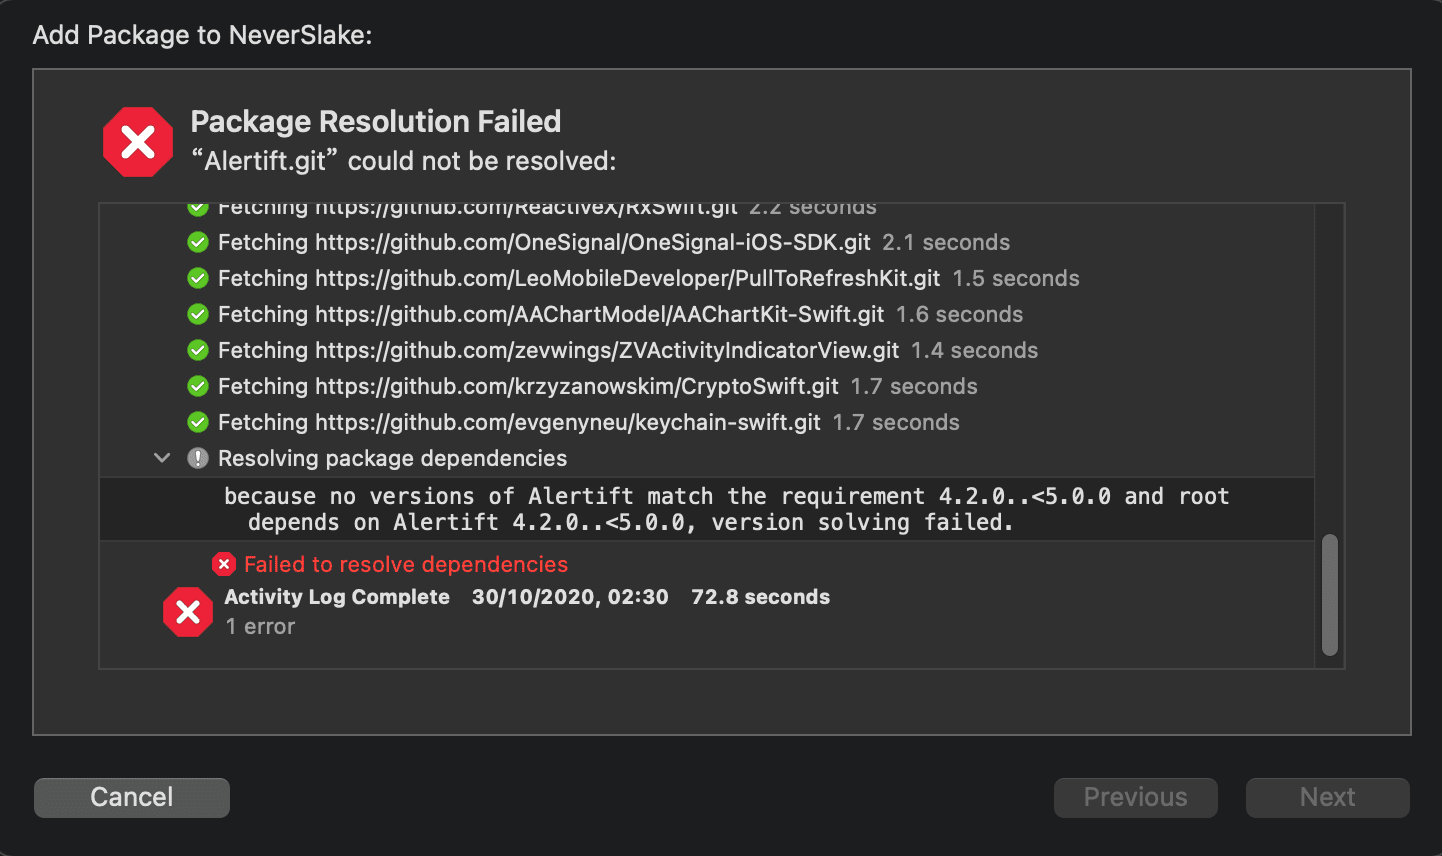 Add Package to NeverSlake:
Package Resolution Failed
“Alertift.git” could not be resolved:
Fetching https://github.com/ReactiveX/RxSwift.git 2.2 seconds
Fetching https://github.com/OneSignal/OneSignal-iOS-SDK.git 2.1 seconds
Fetching https://github.com/LeoMobileDeveloper/PullToRefreshKit.git 1.5 seconds
Fetching https://github.com/AAChartModel/AAChartKit-Swift.git 1.6 seconds
Fetching https://github.com/zevwings/ZVActivityIndicatorView.git 1.4 seconds
Fetching https://github.com/krzyzanowskim/CryptoSwift.git 1.7 seconds
Fetching https://github.com/evgenyneu/keychain-swift.git 1.7 seconds
Resolving package dependencies
because no versions of Alertift match the requirement 4.2.0..<5.0.0 and root
depends on Alertift 4.2.0..<5.0.0, version solving failed.
Failed to resolve dependencies
Activity Log Complete 30/10/2020, 02:30 72.8 seconds
1 error
Cancel Previous Next